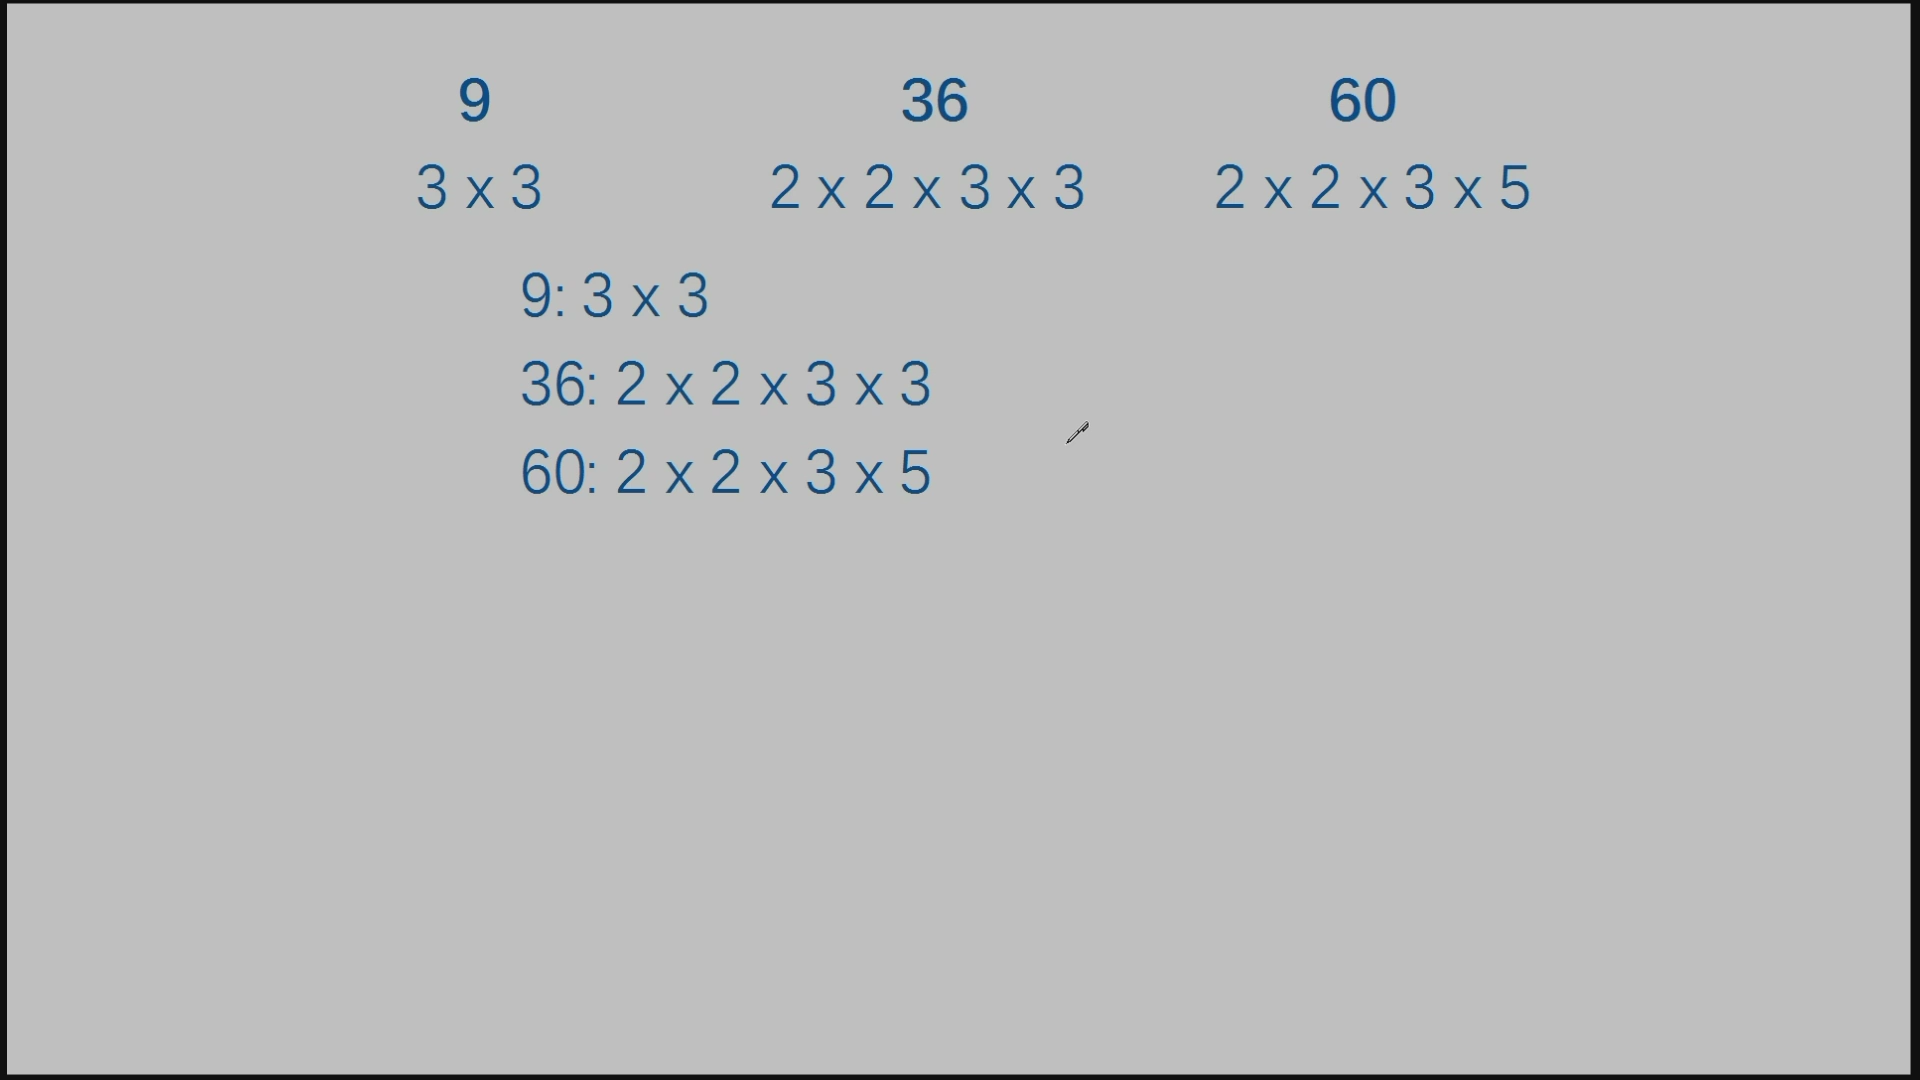 9 36 60
3 x 3 2 x 2 x 3 x 3 2 x 2 x 3 x 5
9: 3 x 3
36: 2 x 2 x 3 x 3
60: 2 x 2 x 3 x 5